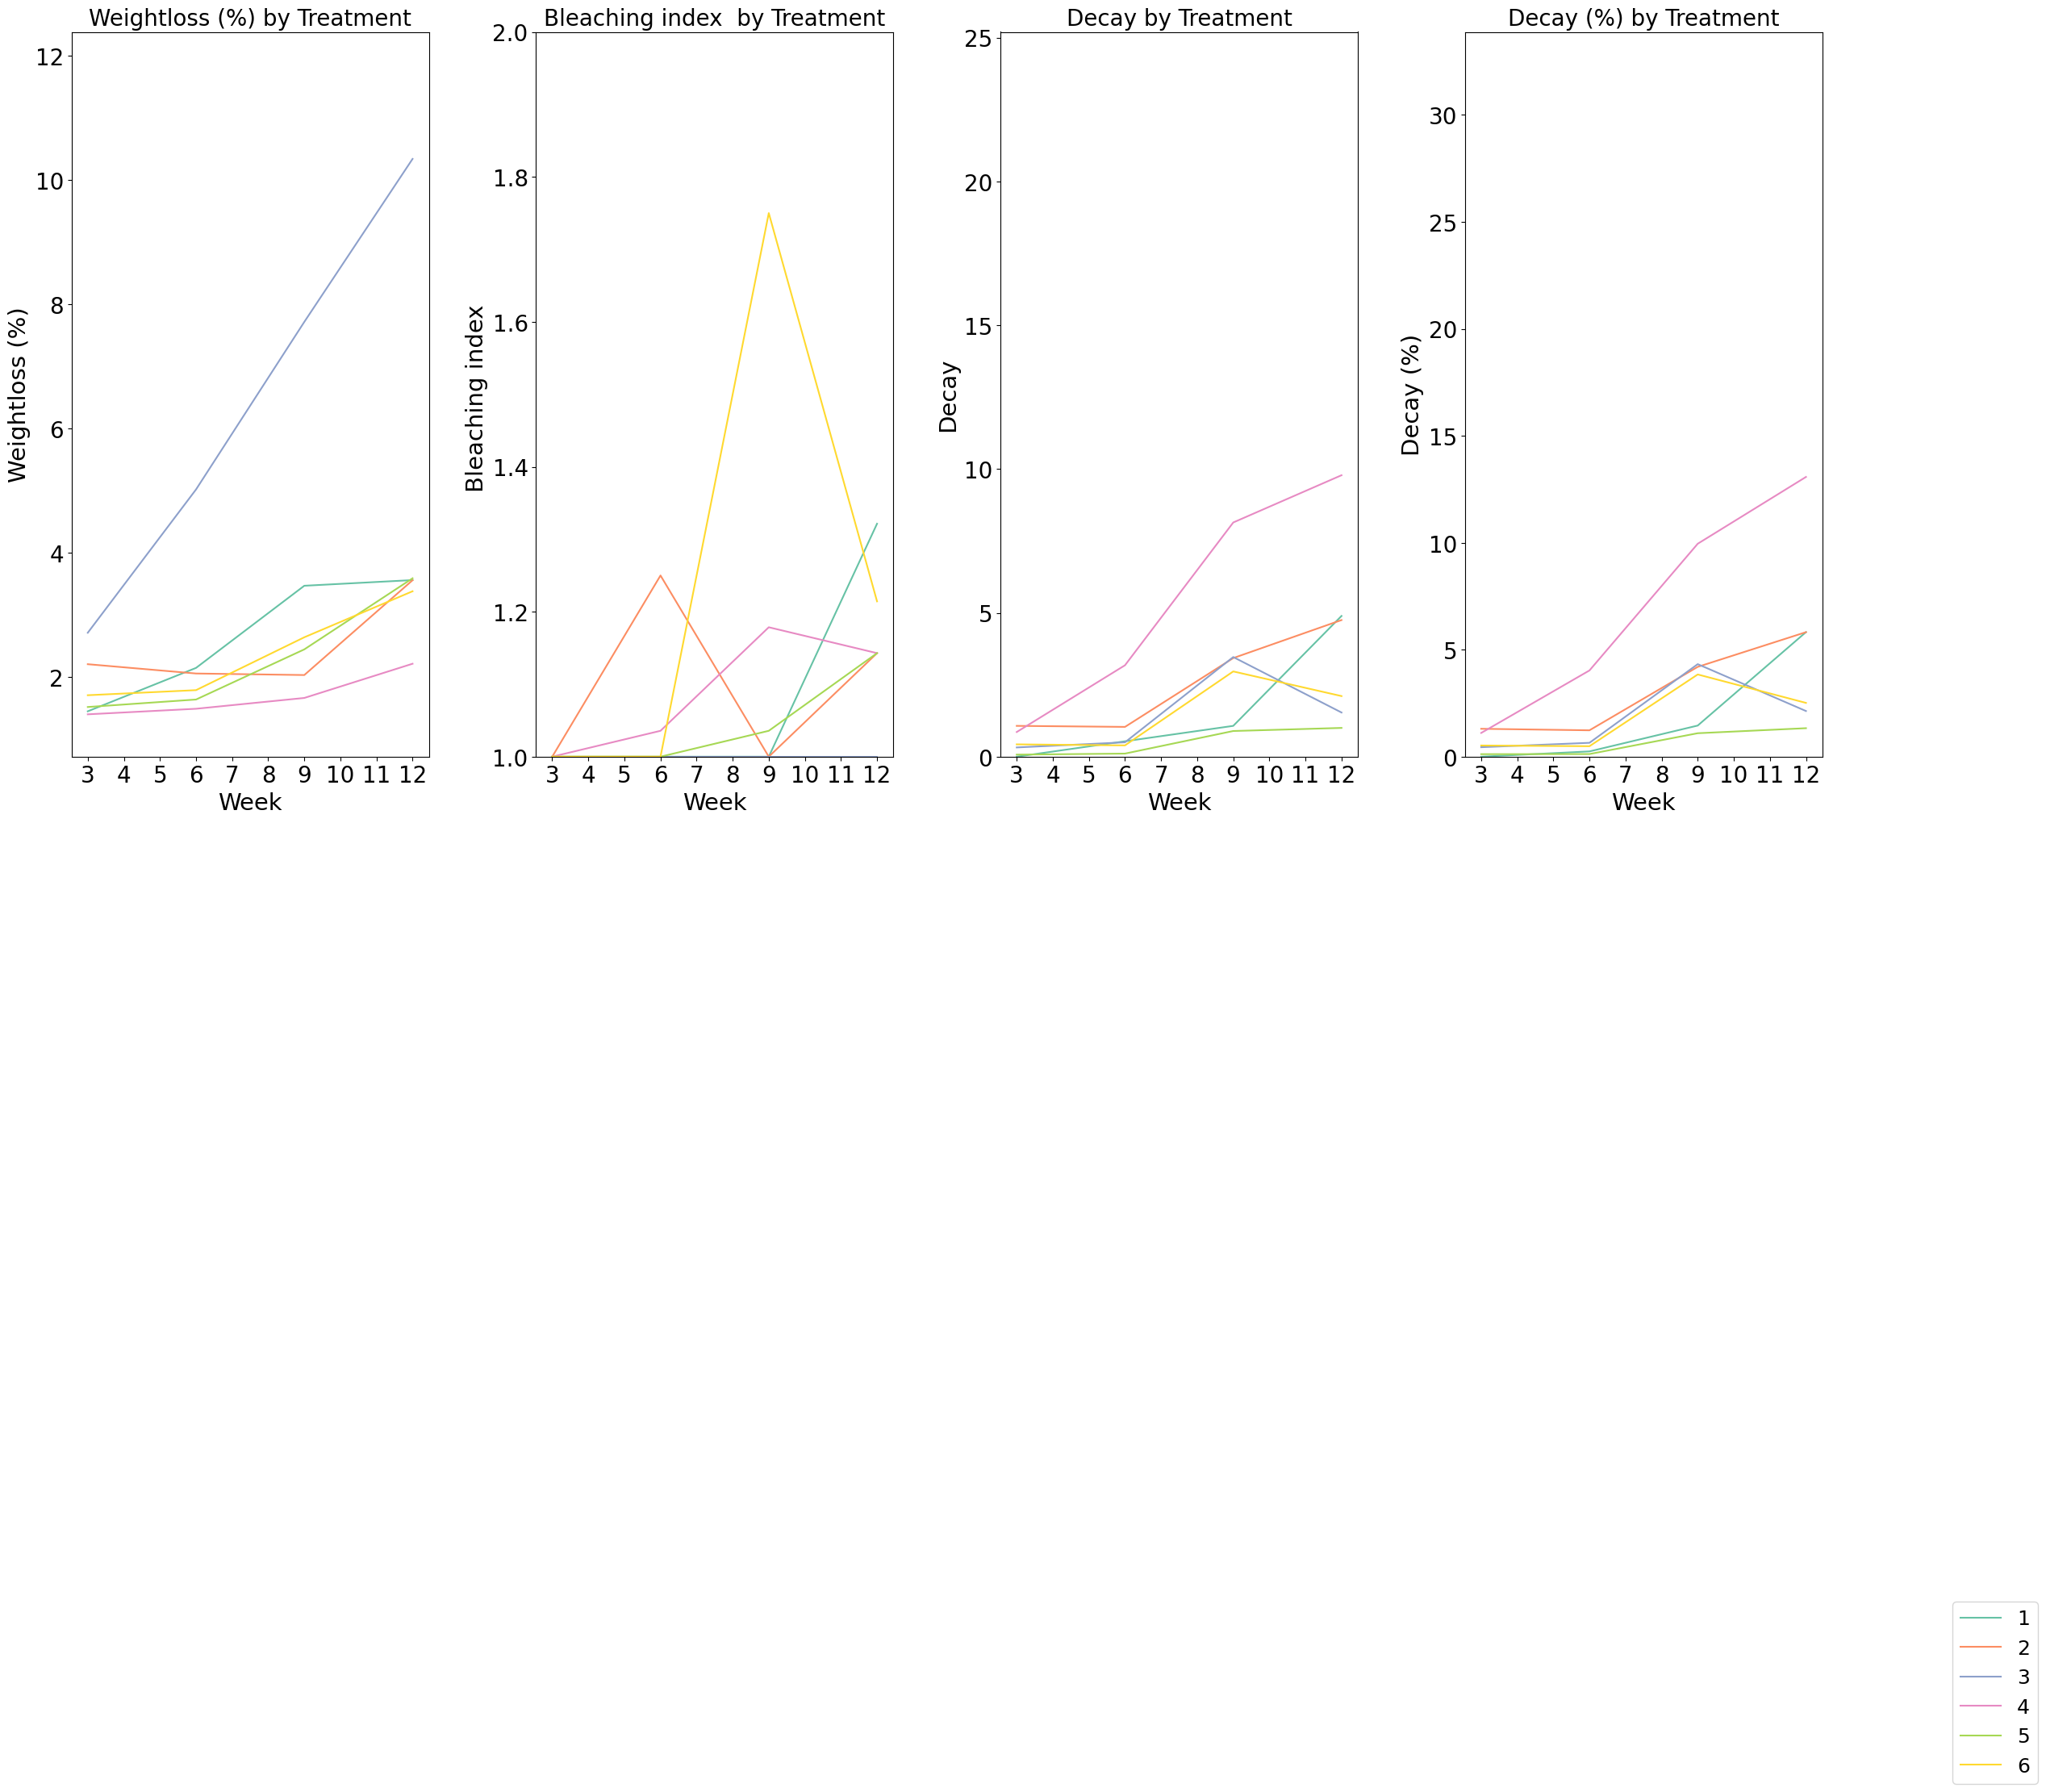 Weightloss (%) by Treatment
12
10
8
6
4
2
Weightloss (%)
3 4 5 6 7 8 9 10 11 12
Week
Bleaching index  by Treatment
2.0
1.8
1.6
1.4
1.2
1.0
Bleaching index
3 4 5 6 7 8 9 10 11 12
Week
Decay by Treatment
25
20
15
10
5
0
Decay
3 4 5 6 7 8 9 10 11 12
Week
Decay (%) by Treatment
30
25
20
15
10
5
0
Decay (%)
3 4 5 6 7 8 9 10 11 12
Week
1
2
3
4
5
6